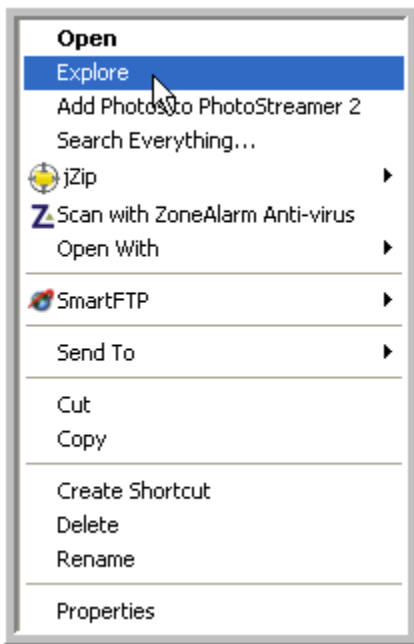 Open
Explore
Add Photos to PhotoStreamer 2
Search Everything...
jZip
Scan with ZoneAlarm Anti-virus
Open With
SmartFTP
Send To
Cut
Copy
Create Shortcut
Delete
Rename
Properties